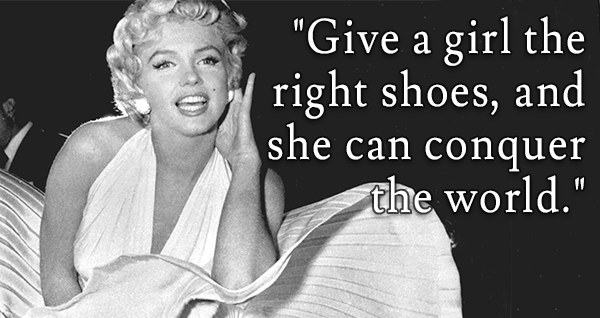 "Give a girl the
right shoes, and
she can conquer
the world."